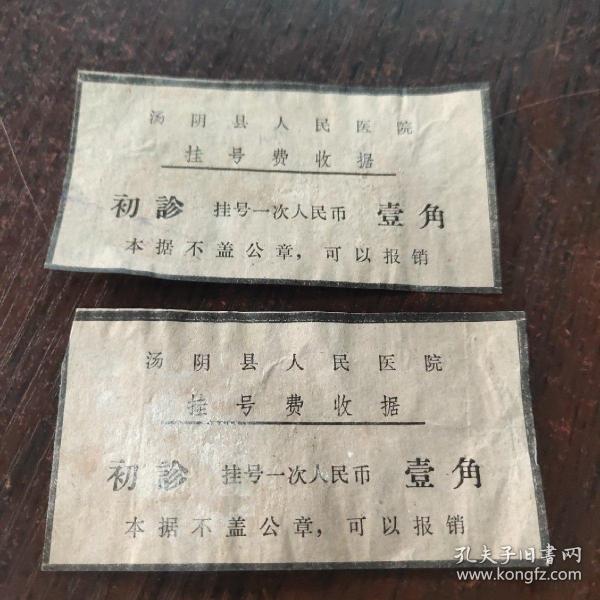 汤阴县人民医院
挂号费收据
初診 挂号一次人民币 壹角
本据不盖公章，可以报销
汤阴县人民医院
挂号费收据
初診 挂号一次人民币 壹角
本据不盖公章，可以报销
孔夫子旧書网
www.kongfz.com